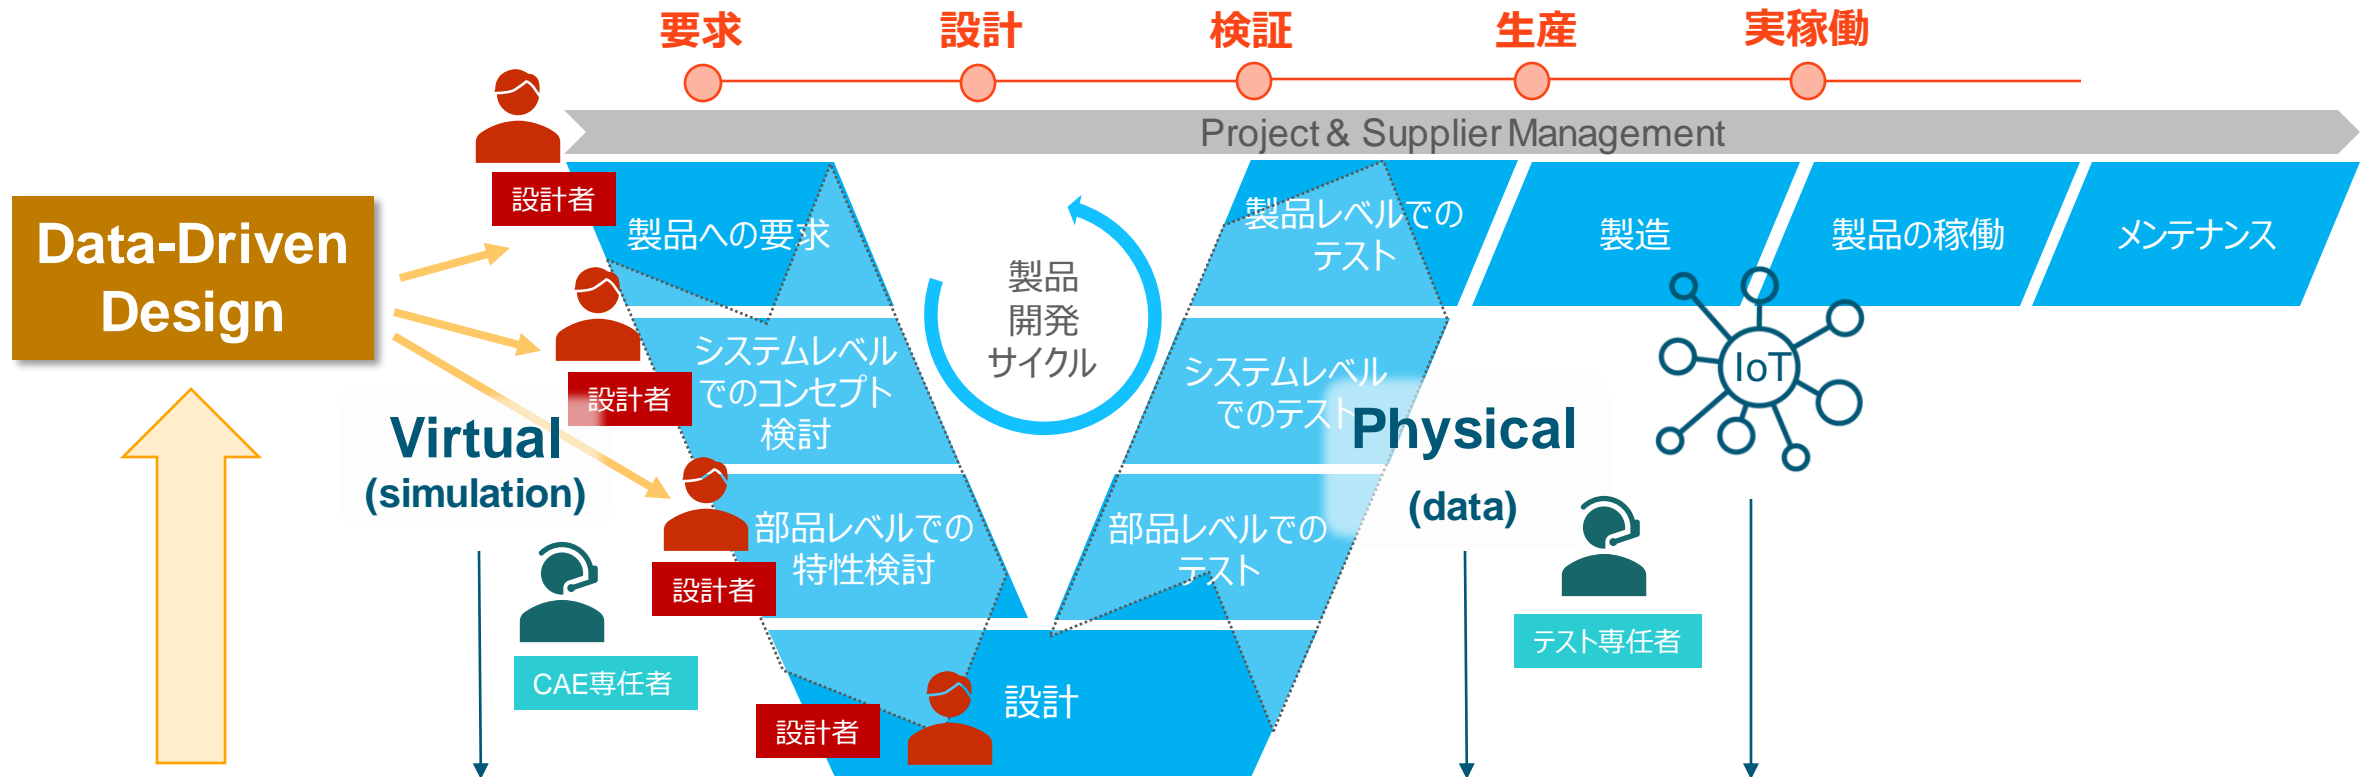 要求
設計
検証
生産
実稼働
Project & Supplier Management
設計者
Data-Driven
Design
製品への要求
製品
開発
サイクル
製品レベルでの
テスト
製造
製品の稼働
メンテナンス
設計者
システムレベル
でのコンセプト
検討
システムレベル
でのテスト
IoT
Virtual
(simulation)
Physical
(data)
設計者
部品レベルでの
特性検討
部品レベルでの
テスト
CAE専任者
テスト専任者
設計者
設計